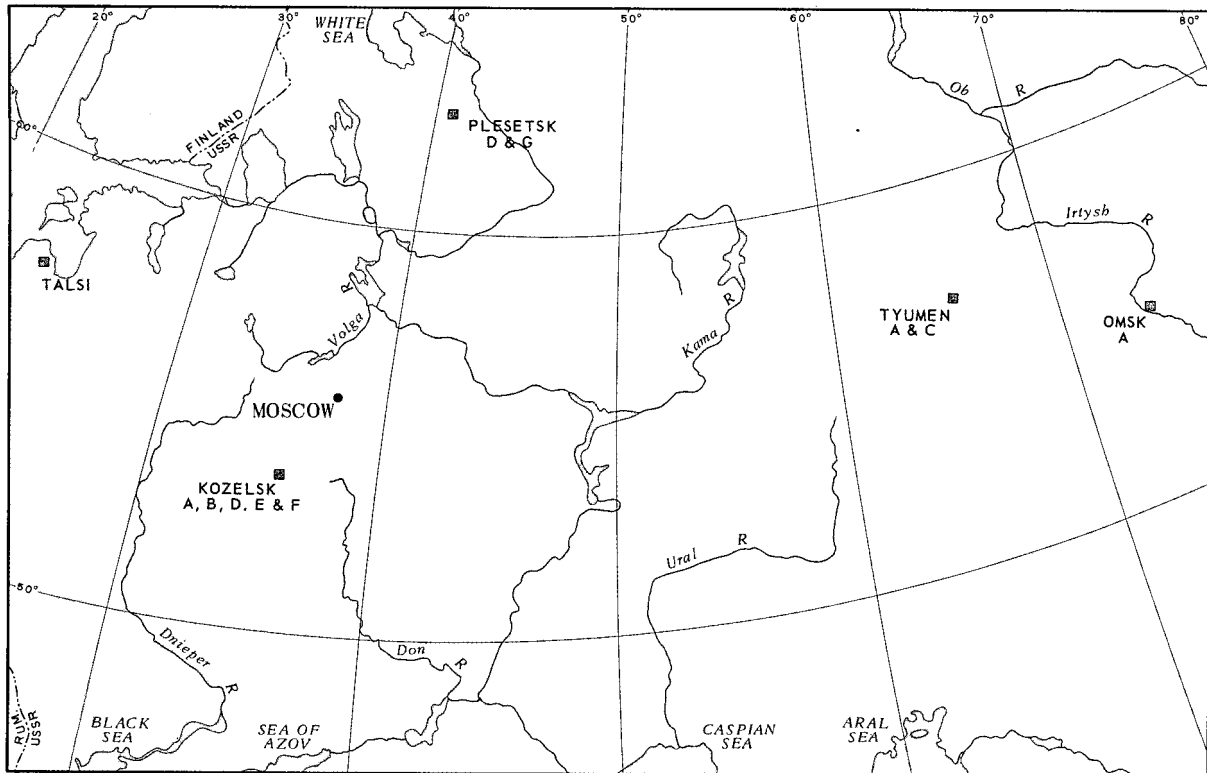 20°
30°
WHITE
SEA
40°
50°
60°
70°
80°
60°
FINLAND
USSR
PLESETSK
D & G
Ob
R
Irtysh
R
TALSI
R
Volga
Kama
R
TYUMEN
A & C
OMSK
A
MOSCOW
KOZELSK
A, B, D. E & F
Ural
R
50°
Dnieper
R
Don
R
RUM.
USSR
BLACK
SEA
SEA OF
AZOV
CASPIAN
SEA
ARAL
SEA